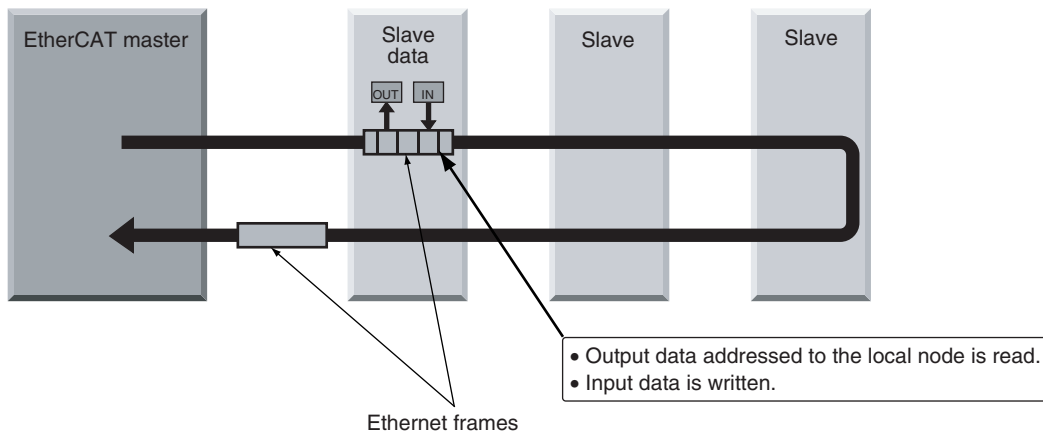 EtherCAT master
Slave
data
Slave
Slave
OUT
IN
• Output data addressed to the local node is read.
• Input data is written.
Ethernet frames